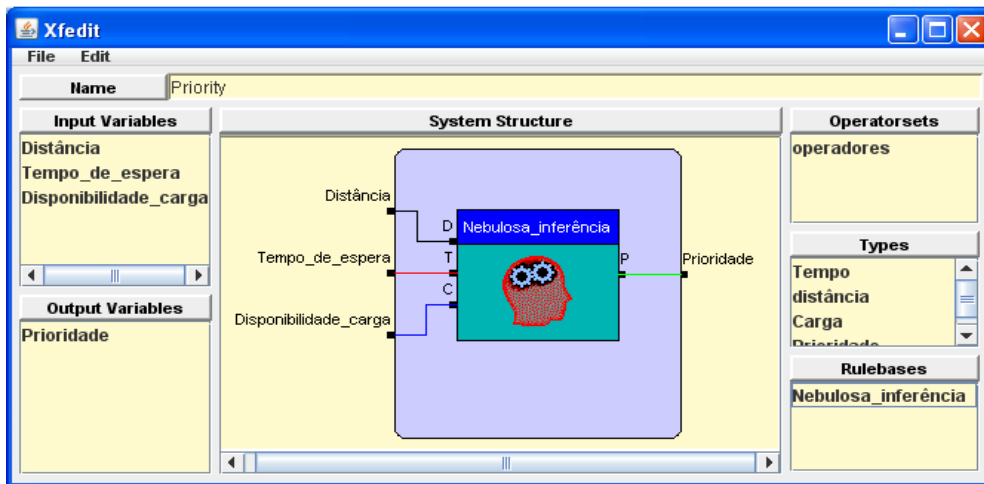 Xfedit
File Edit
Name Priority
Input Variables
Distância
Tempo_de_espera
Disponibilidade_carga
Output Variables
Prioridade
System Structure
Distância
Tempo_de_espera
Disponibilidade_carga
D
T
C
Nebulosa_inferência
P
Prioridade
Operatorsets
operadores
Types
Tempo
distância
Carga
Prioridade
Rulebases
Nebulosa_inferência